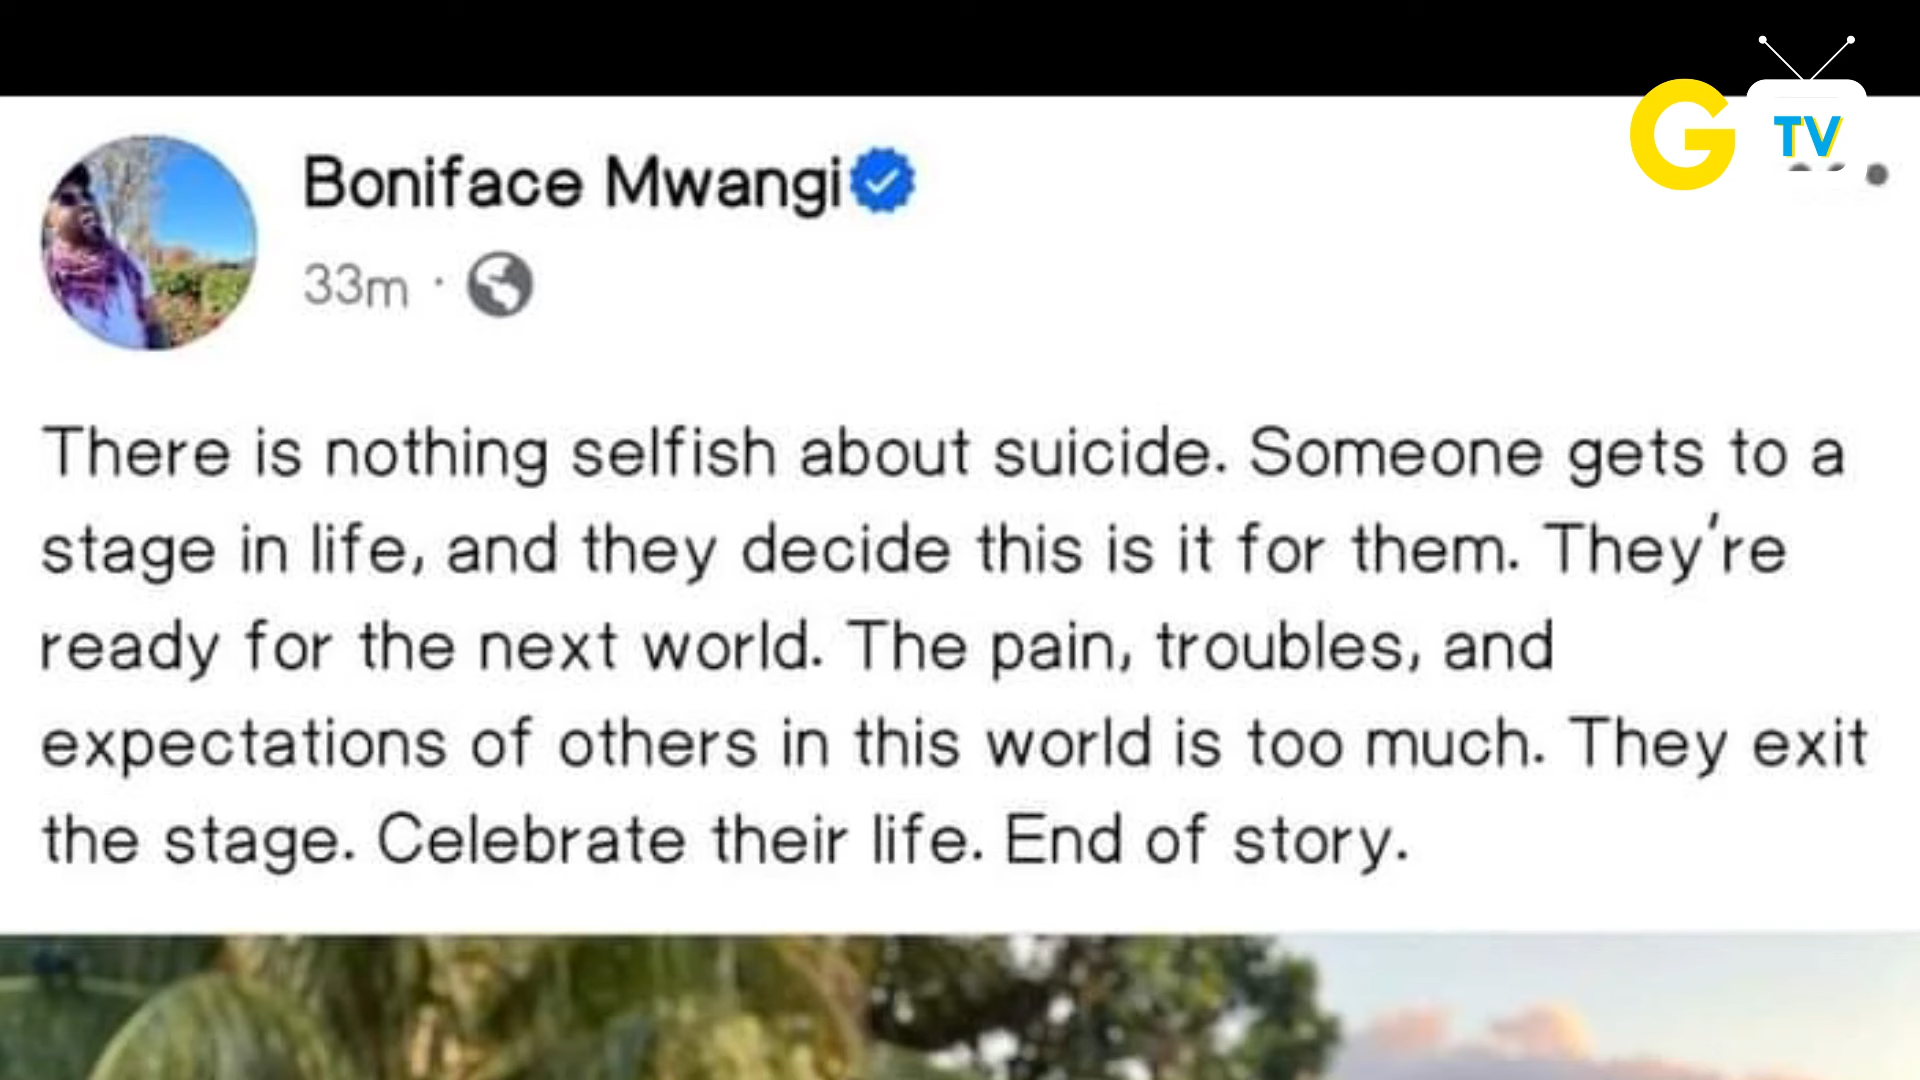 G TV
Boniface Mwangi
33m ·
There is nothing selfish about suicide. Someone gets to a
stage in life, and they decide this is it for them. They're
ready for the next world. The pain, troubles, and
expectations of others in this world is too much. They exit
the stage. Celebrate their life. End of story.